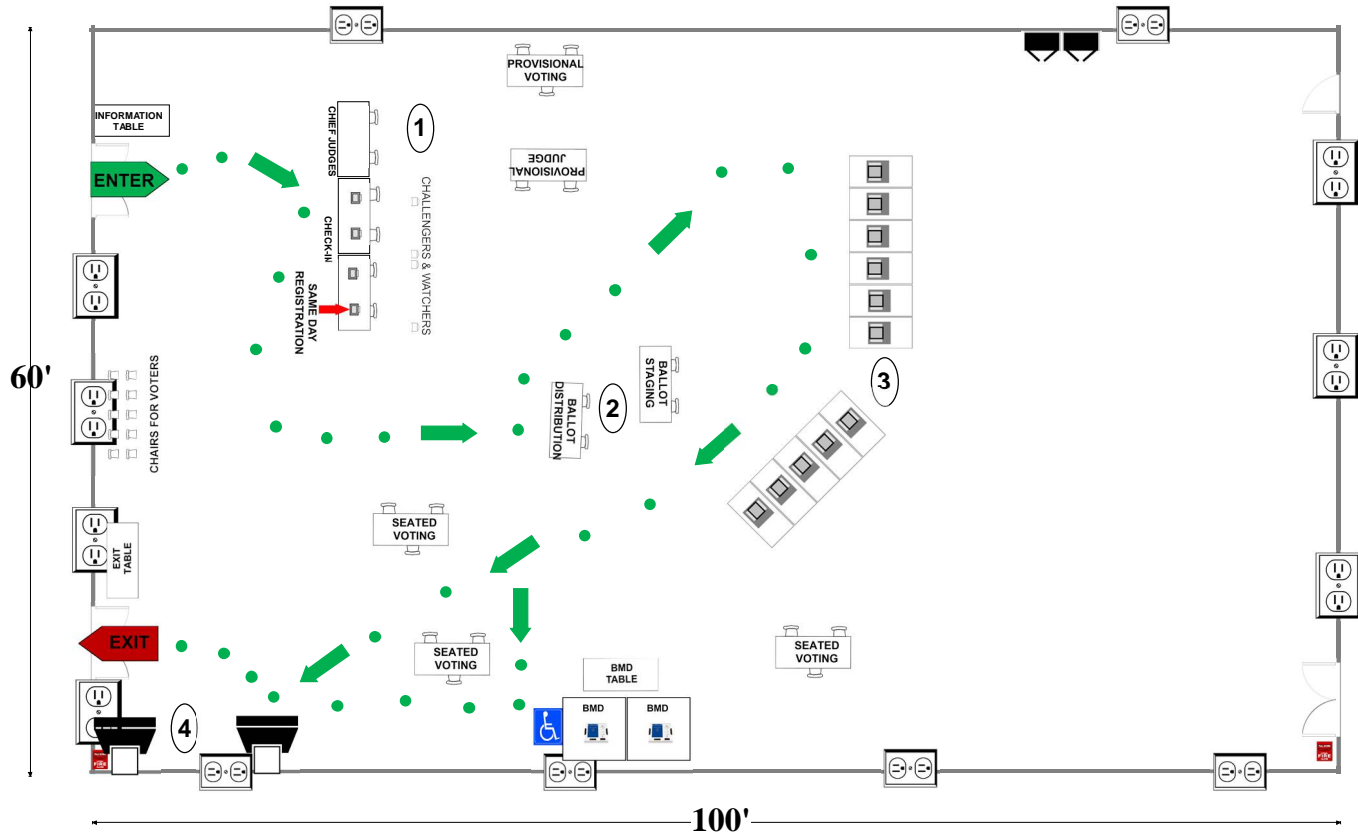 PROVISIONAL
VOTING
INFORMATION
TABLE
CHIEF JUDGES
1
PROVISIONAL
JUDGE
ENTER
CHECK-IN
CHALLENGERS & WATCHERS
SAME DAY
REGISTRATION
60'
CHAIRS FOR VOTERS
BALLOT
DISTRIBUTION
2
BALLOT
STAGING
3
SEATED
VOTING
EXIT
TABLE
EXIT
SEATED
VOTING
SEATED
VOTING
BMD
TABLE
BMD
BMD
4
FIRE
FIRE
100'